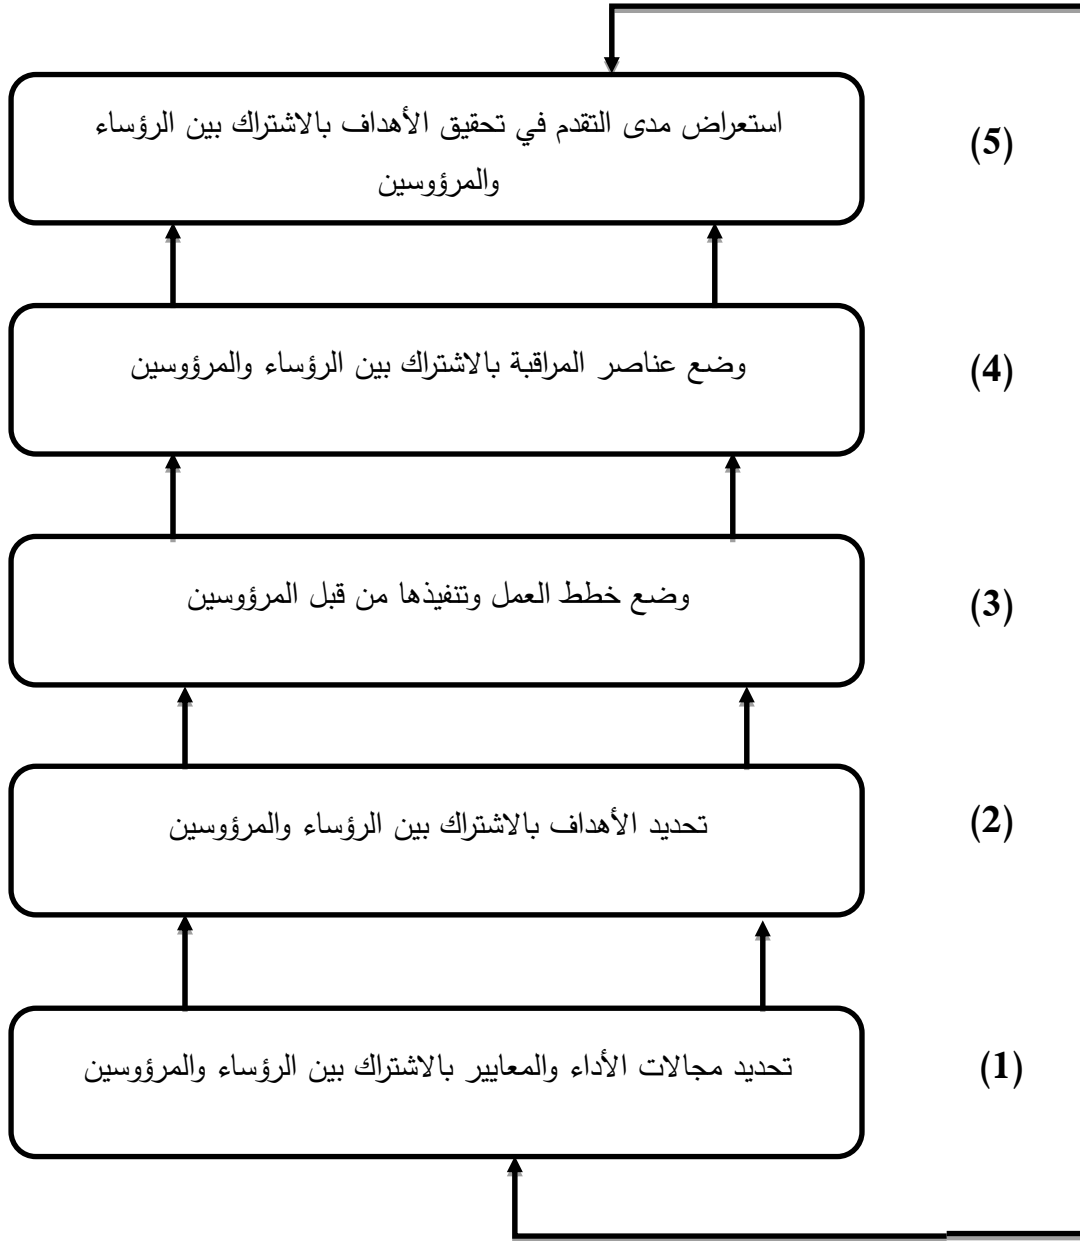 استعراض مدى التقدم في تحقيق الأهداف بالاشتراك بين الرؤساء
والمرؤوسين
(5)
وضع عناصر المراقبة بالاشتراك بين الرؤساء والمرؤوسين
(4)
وضع خطط العمل وتنفيذها من قبل المرؤوسين
(3)
تحديد الأهداف بالاشتراك بين الرؤساء والمرؤوسين
(2)
تحديد مجالات الأداء والمعايير بالاشتراك بين الرؤساء والمرؤوسين
(1)